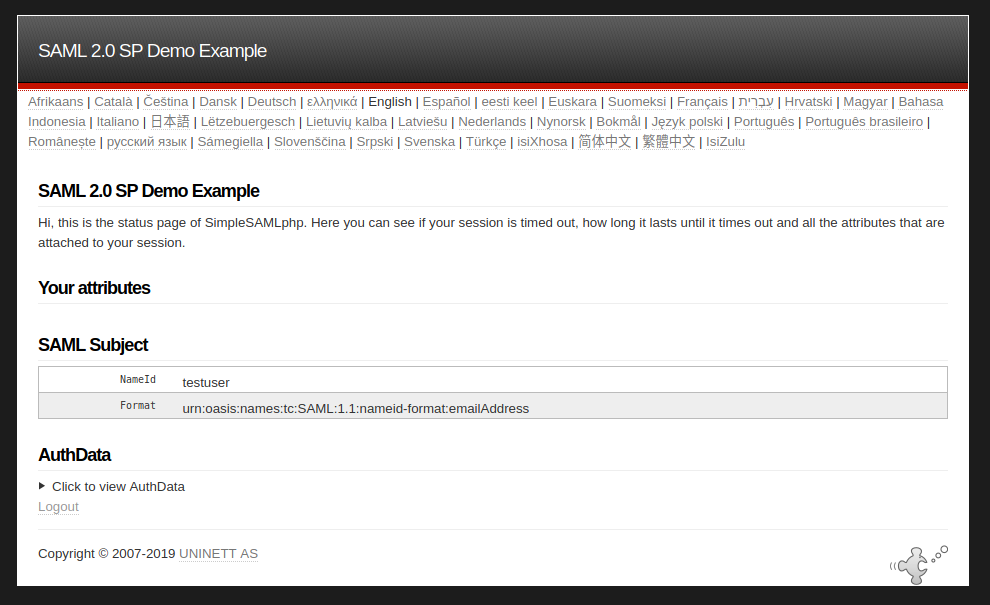 SAML 2.0 SP Demo Example
Afrikaans | Català | Čeština | Dansk | Deutsch | ελληνικά | English | Español | eesti keel | Euskara | Suomeksi | Français | עִבְרִית | Hrvatski | Magyar | Bahasa
Indonesia | Italiano | 日本語 | Lëtzebuergesch | Lietuvių kalba | Latviešu | Nederlands | Nynorsk | Bokmål | Język polski | Português | Português brasileiro |
Românește | русский язык | Sámegiella | Slovenščina | Srpski | Svenska | Türkçe | isiXhosa | 简体中文 | 繁體中文 | IsiZulu
SAML 2.0 SP Demo Example
Hi, this is the status page of SimpleSAMLphp. Here you can see if your session is timed out, how long it lasts until it times out and all the attributes that are
attached to your session.
Your attributes
SAML Subject
NameId testuser
Format urn:oasis:names:tc:SAML:1.1:nameid-format:emailAddress
AuthData
Click to view AuthData
Logout
Copyright © 2007-2019 UNINETT AS